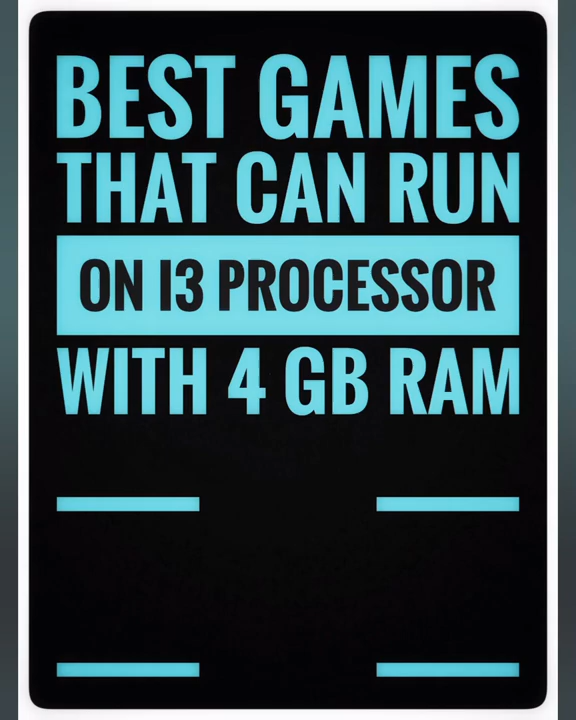 BEST GAMES
THAT CAN RUN
ON I3 PROCESSOR
WITH 4 GB RAM